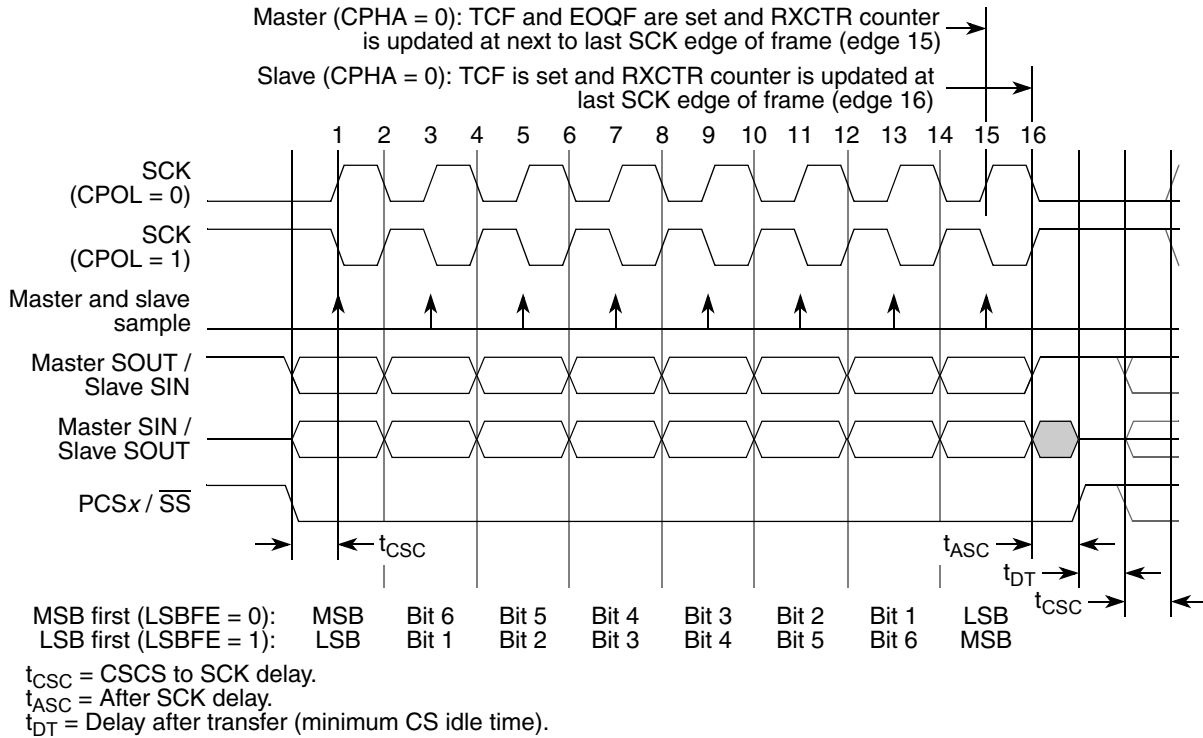 Master (CPHA = 0): TCF and EOQF are set and RXCTR counter
is updated at next to last SCK edge of frame (edge 15)
Slave (CPHA = 0): TCF is set and RXCTR counter is updated at
last SCK edge of frame (edge 16)
1 2 3 4 5 6 7 8 9 10 11 12 13 14 15 16
SCK
(CPOL = 0)
SCK
(CPOL = 1)
Master and slave
sample
Master SOUT /
Slave SIN
Master SIN /
Slave SOUT
PCSx / SS
tCSC
tASC
tDT
tCSC
MSB first (LSBFE = 0): MSB Bit 6 Bit 5 Bit 4 Bit 3 Bit 2 Bit 1 LSB
LSB first (LSBFE = 1): LSB Bit 1 Bit 2 Bit 3 Bit 4 Bit 5 Bit 6 MSB
tCSC = CSCS to SCK delay.
tASC = After SCK delay.
tDT = Delay after transfer (minimum CS idle time).